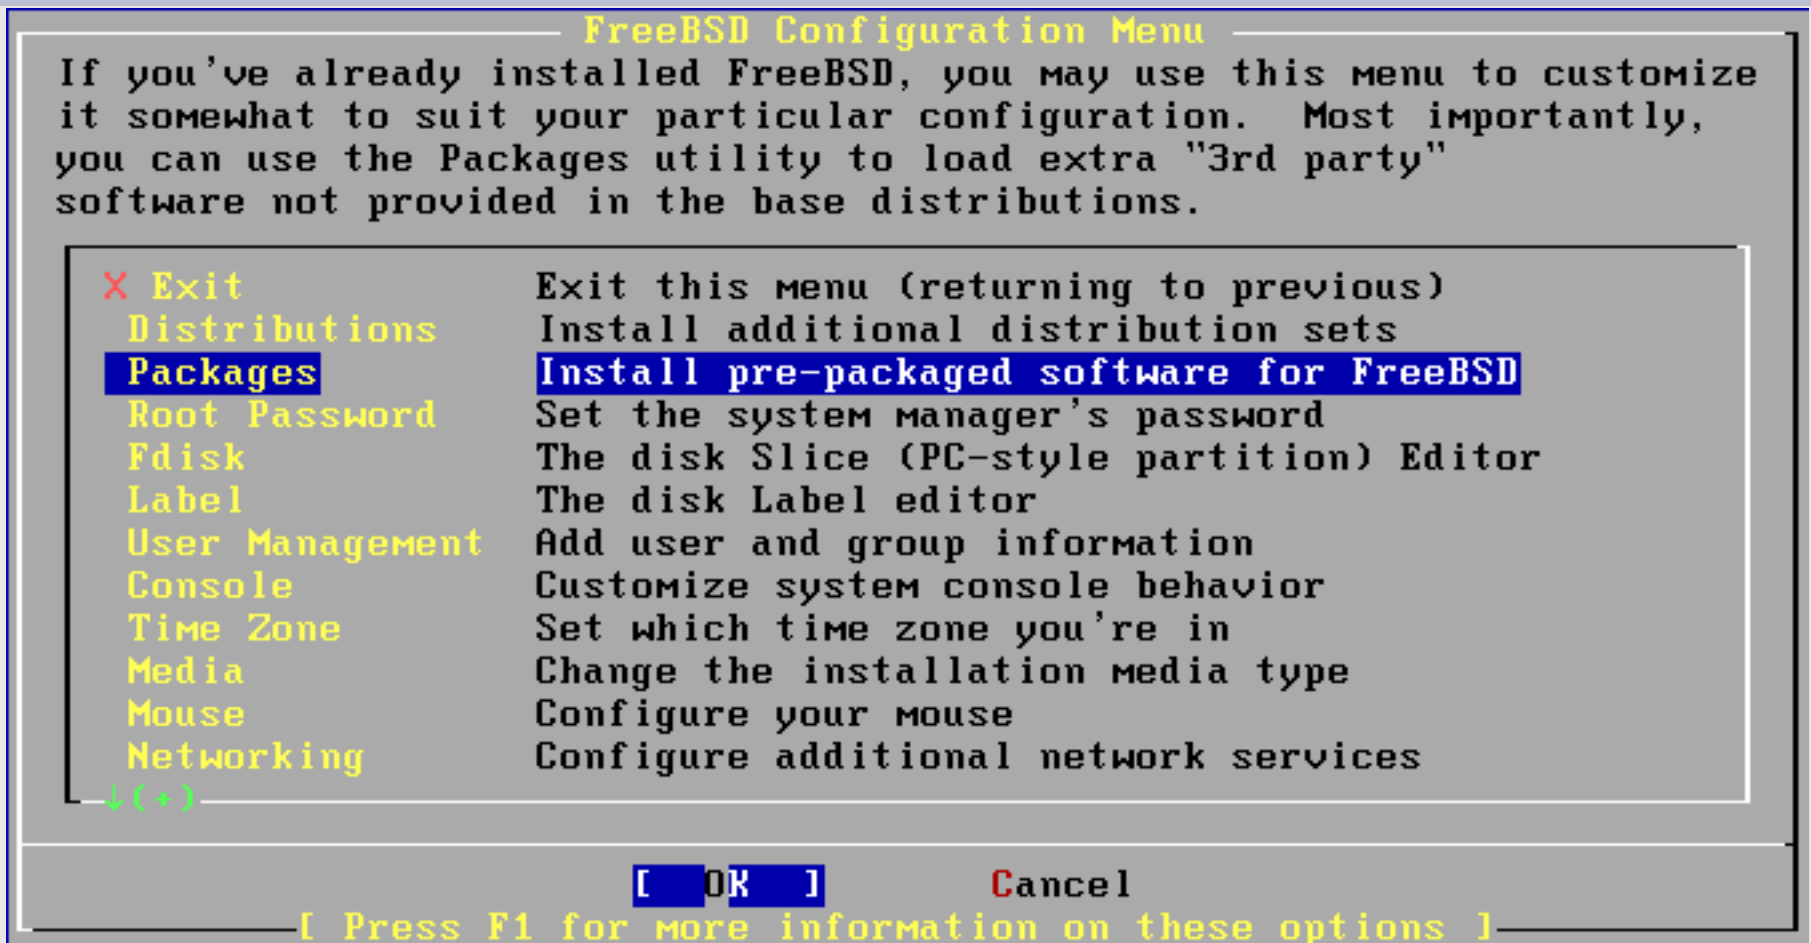 FreeBSD Configuration Menu
If you've already installed FreeBSD, you may use this menu to customize
it somewhat to suit your particular configuration.  Most importantly,
you can use the Packages utility to load extra "3rd party"
software not provided in the base distributions.
X Exit Exit this menu (returning to previous)
Distributions Install additional distribution sets
Packages Install pre-packaged software for FreeBSD
Root Password Set the system manager's password
Fdisk The disk Slice (PC-style partition) Editor
Label The disk Label editor
User Management Add user and group information
Console Customize system console behavior
Time Zone Set which time zone you're in
Media Change the installation media type
Mouse Configure your mouse
Networking Configure additional network services
↓(+)
[ OK ] Cancel
[ Press F1 for more information on these options ]